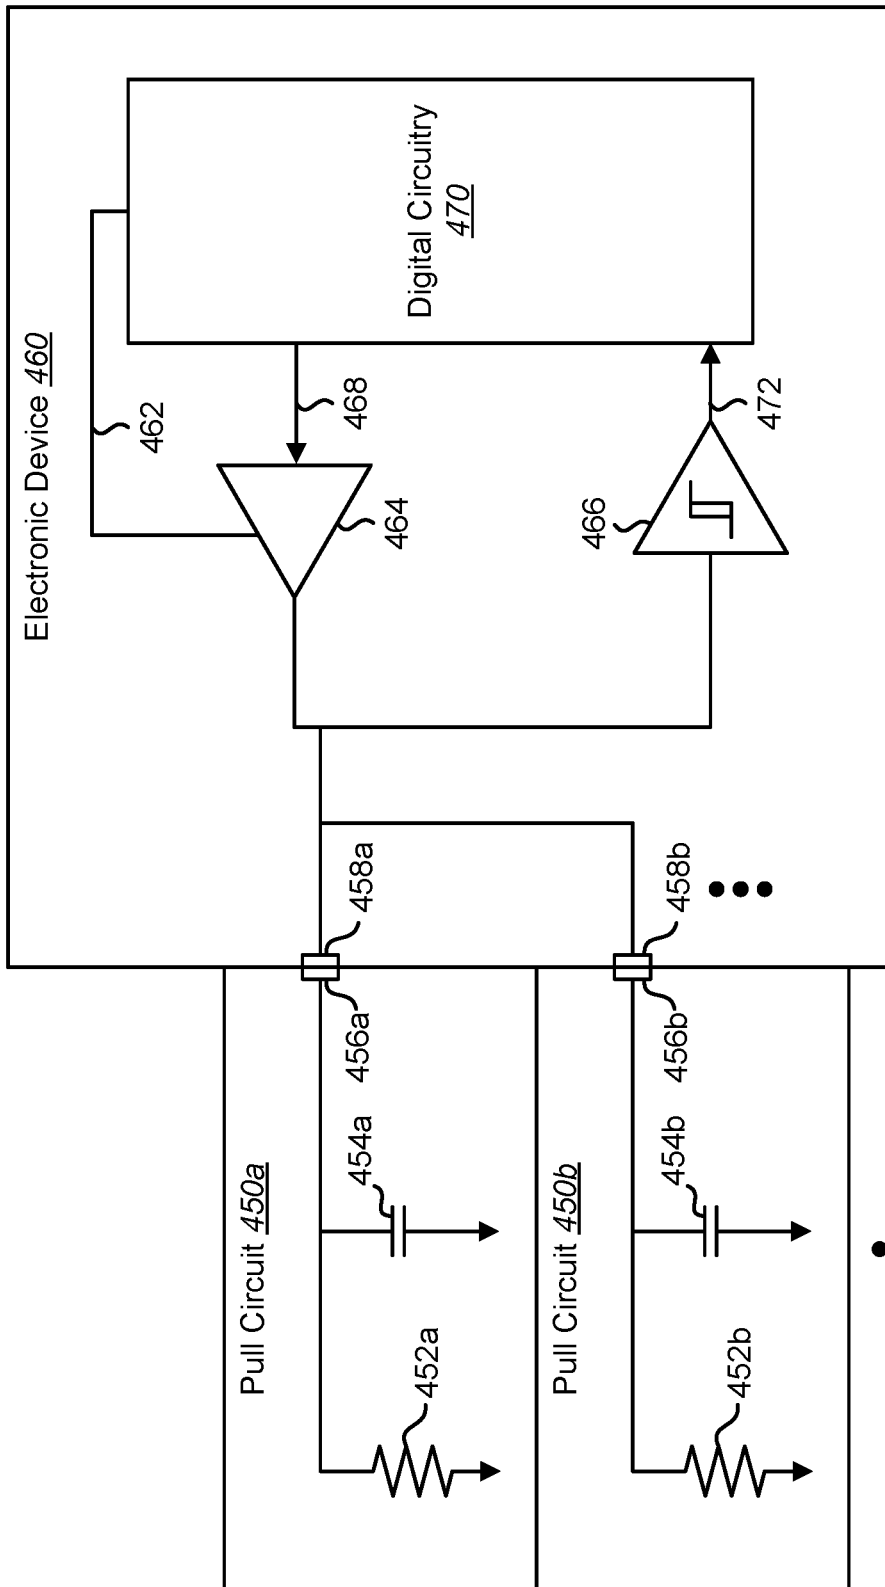 Electronic Device 460
462
Digital Circuitry
470
468
464
466
472
458a
456a
458b
456b
Pull Circuit 450a
454a
452a
Pull Circuit 450b
454b
452b